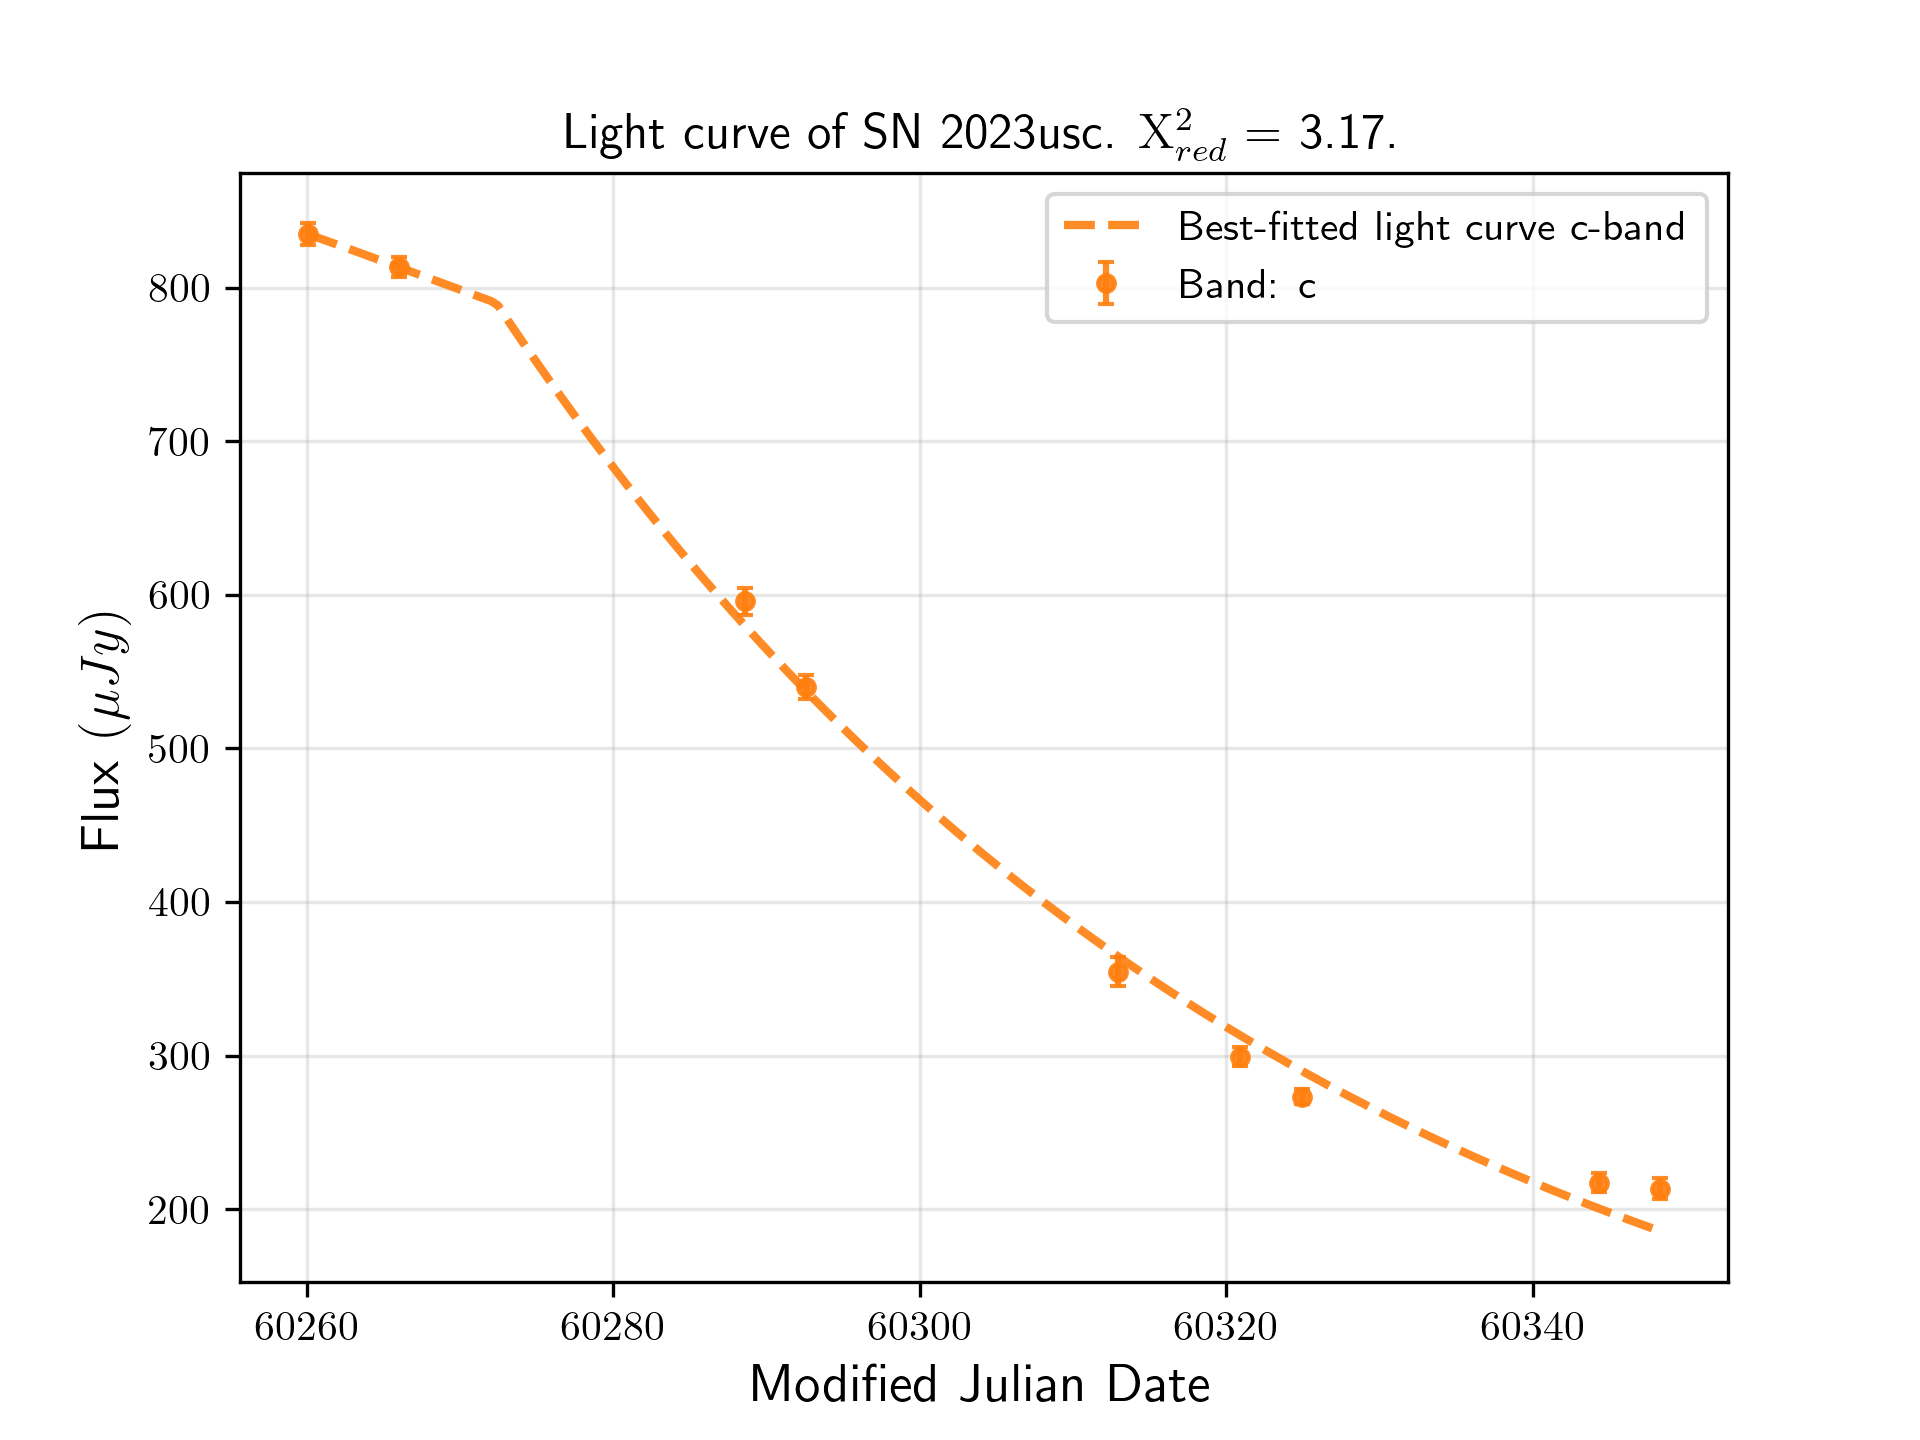 Light curve of SN 2023usc. X²_red = 3.17.
Best-fitted light curve c-band
Band: c
800
700
600
500
400
300
200
Flux (μJy)
60260 60280 60300 60320 60340
Modified Julian Date